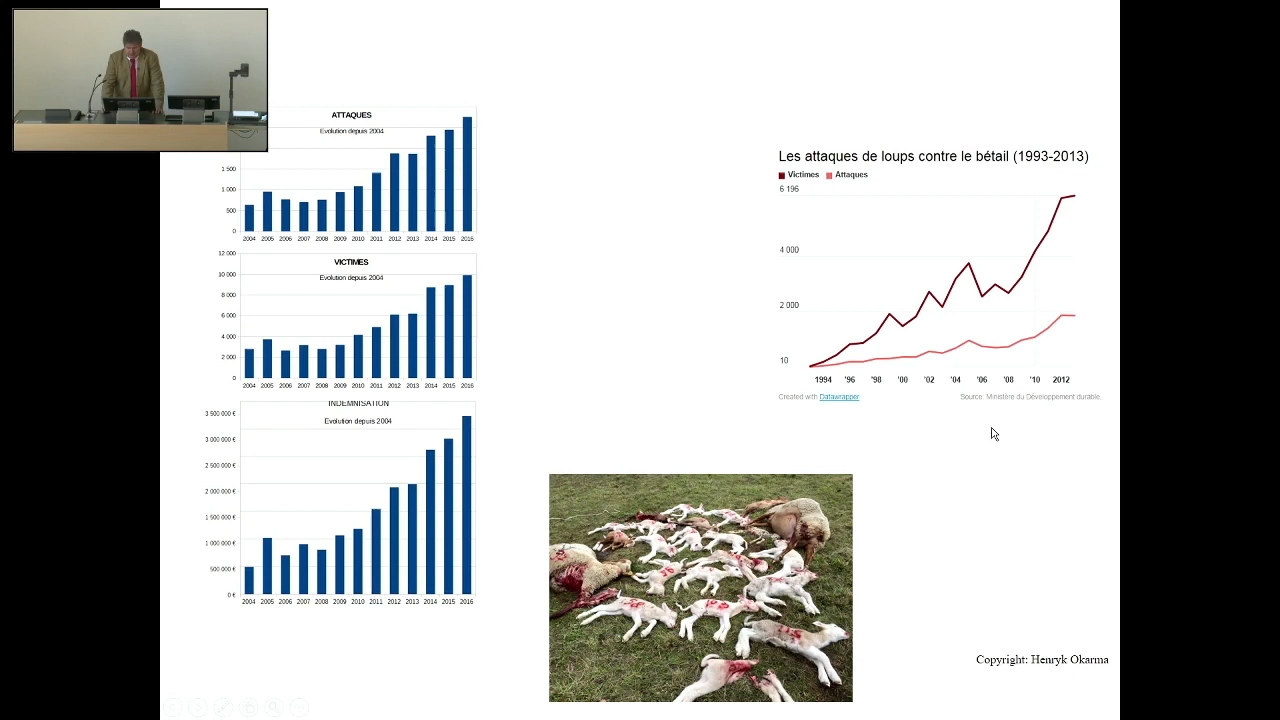 ATTAQUES
Evolution depuis 2004
1 500
1 000
500
0
2004 2005 2006 2007 2008 2009 2010 2011 2012 2013 2014 2015 2016
12 000
VICTIMES
Evolution depuis 2004
10 000
8 000
6 000
4 000
2 000
0
2004 2005 2006 2007 2008 2009 2010 2011 2012 2013 2014 2015 2016
INDEMNISATION
3 500 000 €
Evolution depuis 2004
3 000 000 €
2 500 000 €
2 000 000 €
1 500 000 €
1 000 000 €
500 000 €
0 €
2004 2005 2006 2007 2008 2009 2010 2011 2012 2013 2014 2015 2016
Les attaques de loups contre le bétail (1993-2013)
Victimes Attaques
6 196
4 000
2 000
10
1994 '96 '98 '00 '02 '04 '06 '08 '10 2012
Created with Datawrapper Source: Ministère du Développement durable.
Copyright: Henryk Okarma